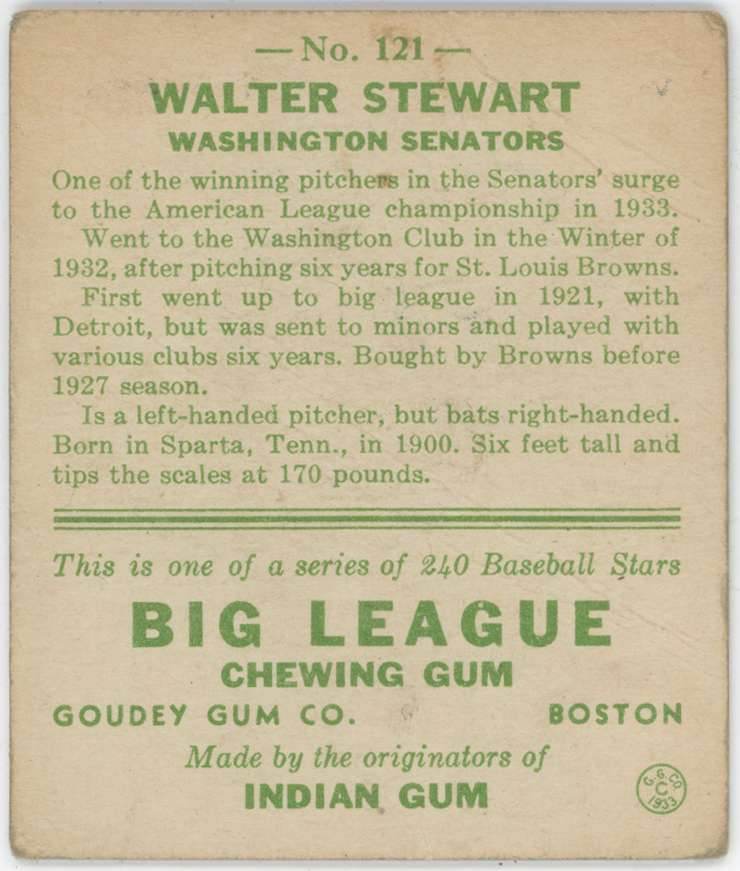 — No. 121 —
WALTER STEWART
WASHINGTON SENATORS
One of the winning pitchers in the Senators' surge
to the American League championship in 1933.
Went to the Washington Club in the Winter of
1932, after pitching six years for St. Louis Browns.
First went up to big league in 1921, with
Detroit, but was sent to minors and played with
various clubs six years. Bought by Browns before
1927 season.
Is a left-handed pitcher, but bats right-handed.
Born in Sparta, Tenn., in 1900. Six feet tall and
tips the scales at 170 pounds.
This is one of a series of 240 Baseball Stars
BIG LEAGUE
CHEWING GUM
GOUDEY GUM CO. BOSTON
Made by the originators of
INDIAN GUM
G. G. CO.
C
1933